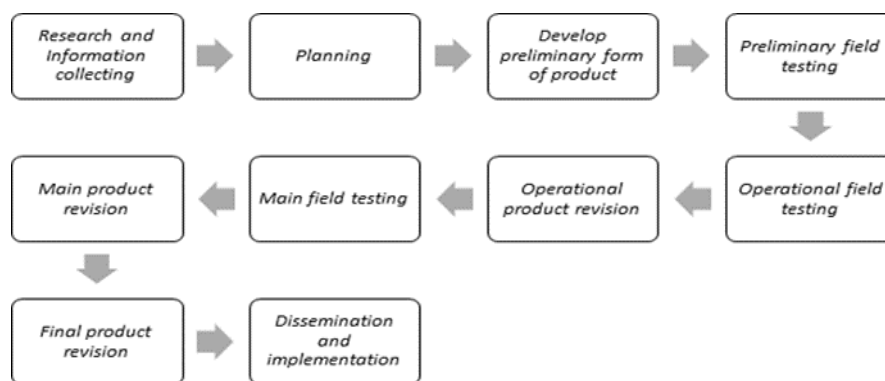 Research and
Information
collecting
Planning
Develop
preliminary form
of product
Preliminary field
testing
Operational field
testing
Operational
product revision
Main field testing
Main product
revision
Final product
revision
Dissemination
and
implementation